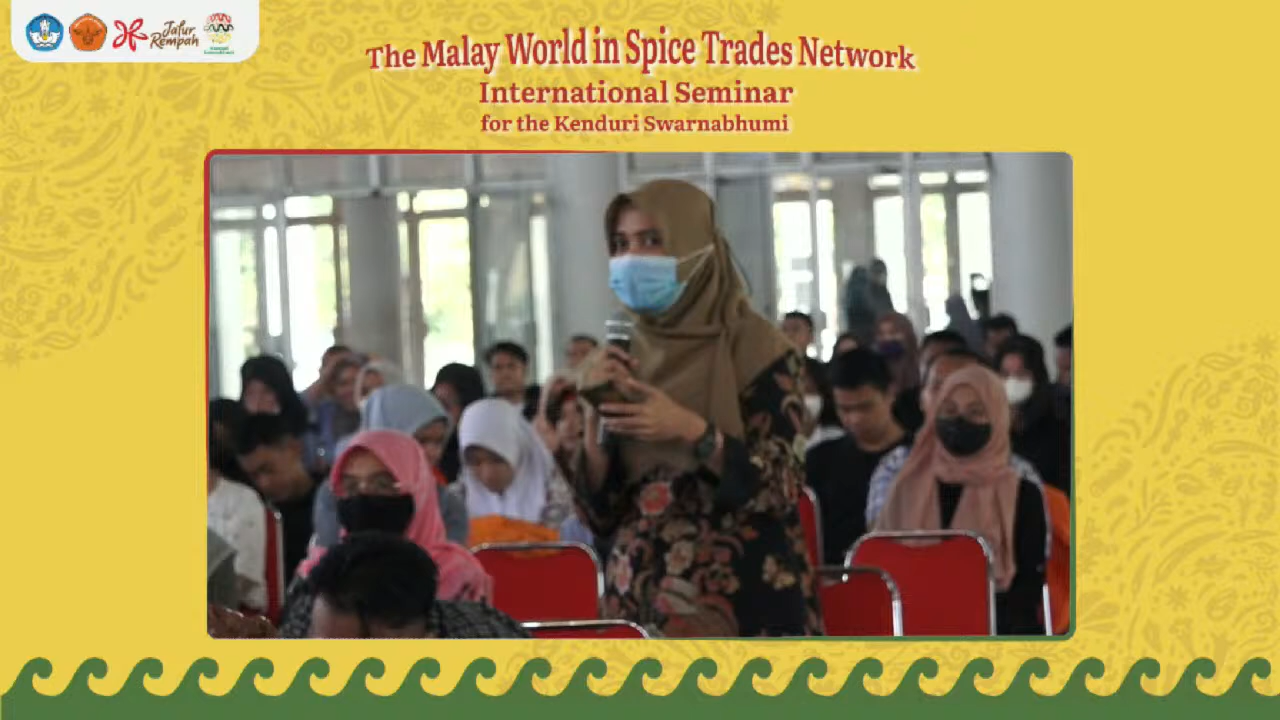 Jalur
Rempah
The Malay World in Spice Trades Network
International Seminar
for the Kenduri Swarnabhumi